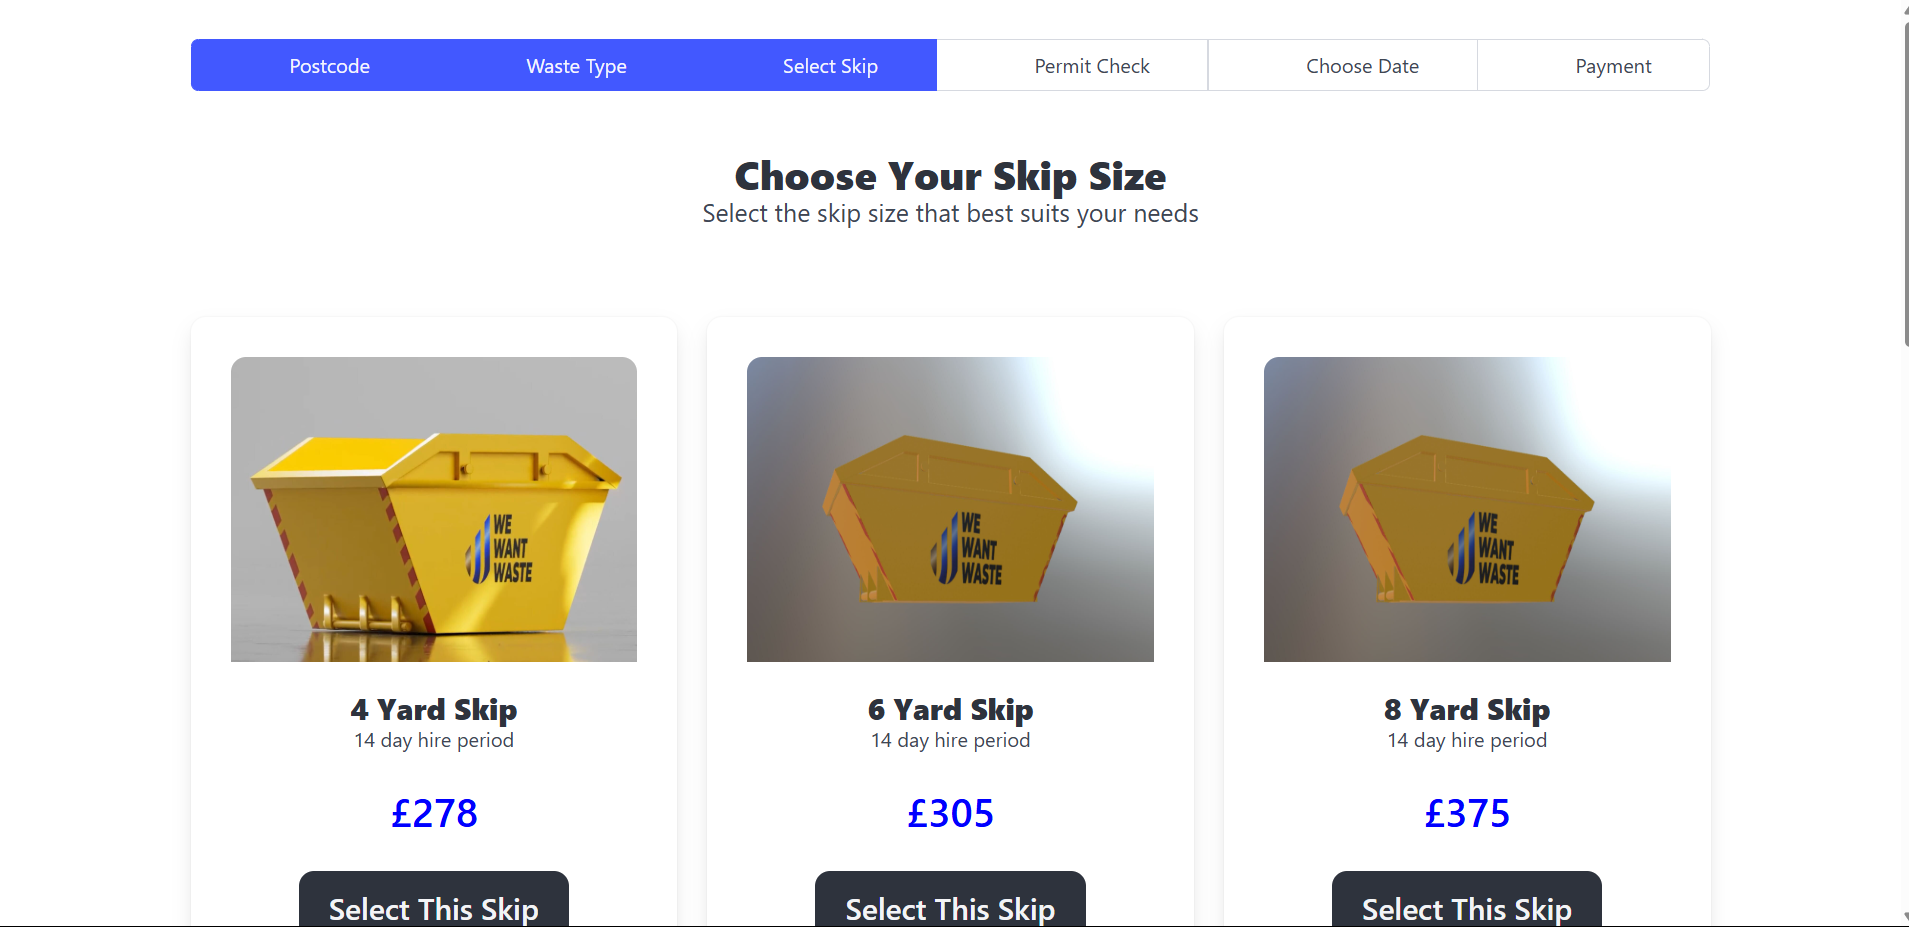 Postcode
Waste Type
Select Skip
Permit Check
Choose Date
Payment
Choose Your Skip Size
Select the skip size that best suits your needs
WE
WANT
WASTE
WE
WANT
WASTE
WE
WANT
WASTE
4 Yard Skip
14 day hire period
£278
Select This Skip
6 Yard Skip
14 day hire period
£305
Select This Skip
8 Yard Skip
14 day hire period
£375
Select This Skip